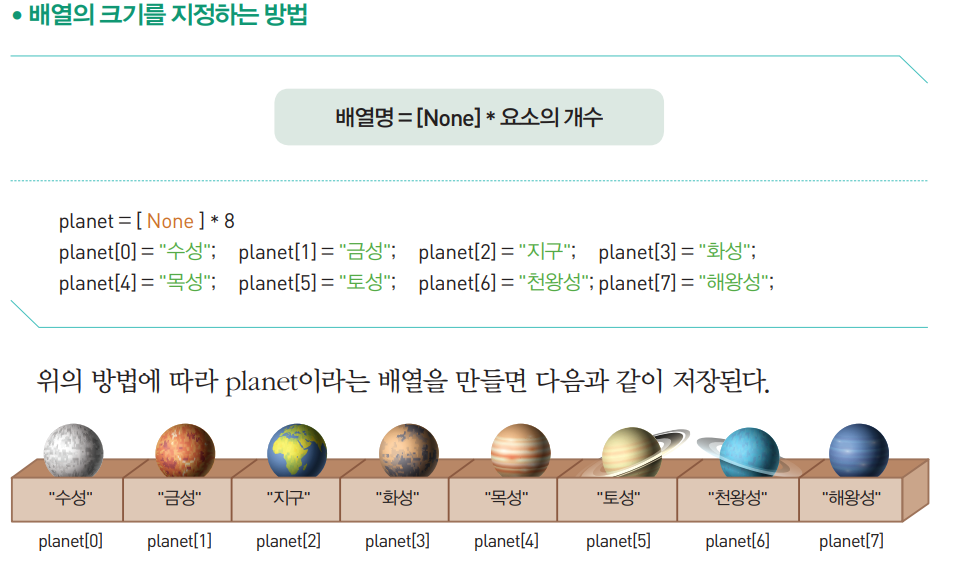 • 배열의 크기를 지정하는 방법
배열명 = [None] * 요소의 개수
planet = [ None ] * 8
planet[0] = "수성"; planet[1] = "금성"; planet[2] = "지구"; planet[3] = "화성";
planet[4] = "목성"; planet[5] = "토성"; planet[6] = "천왕성"; planet[7] = "해왕성";
위의 방법에 따라 planet이라는 배열을 만들면 다음과 같이 저장된다.
"수성" "금성" "지구" "화성" "목성" "토성" "천왕성" "해왕성"
planet[0] planet[1] planet[2] planet[3] planet[4] planet[5] planet[6] planet[7]